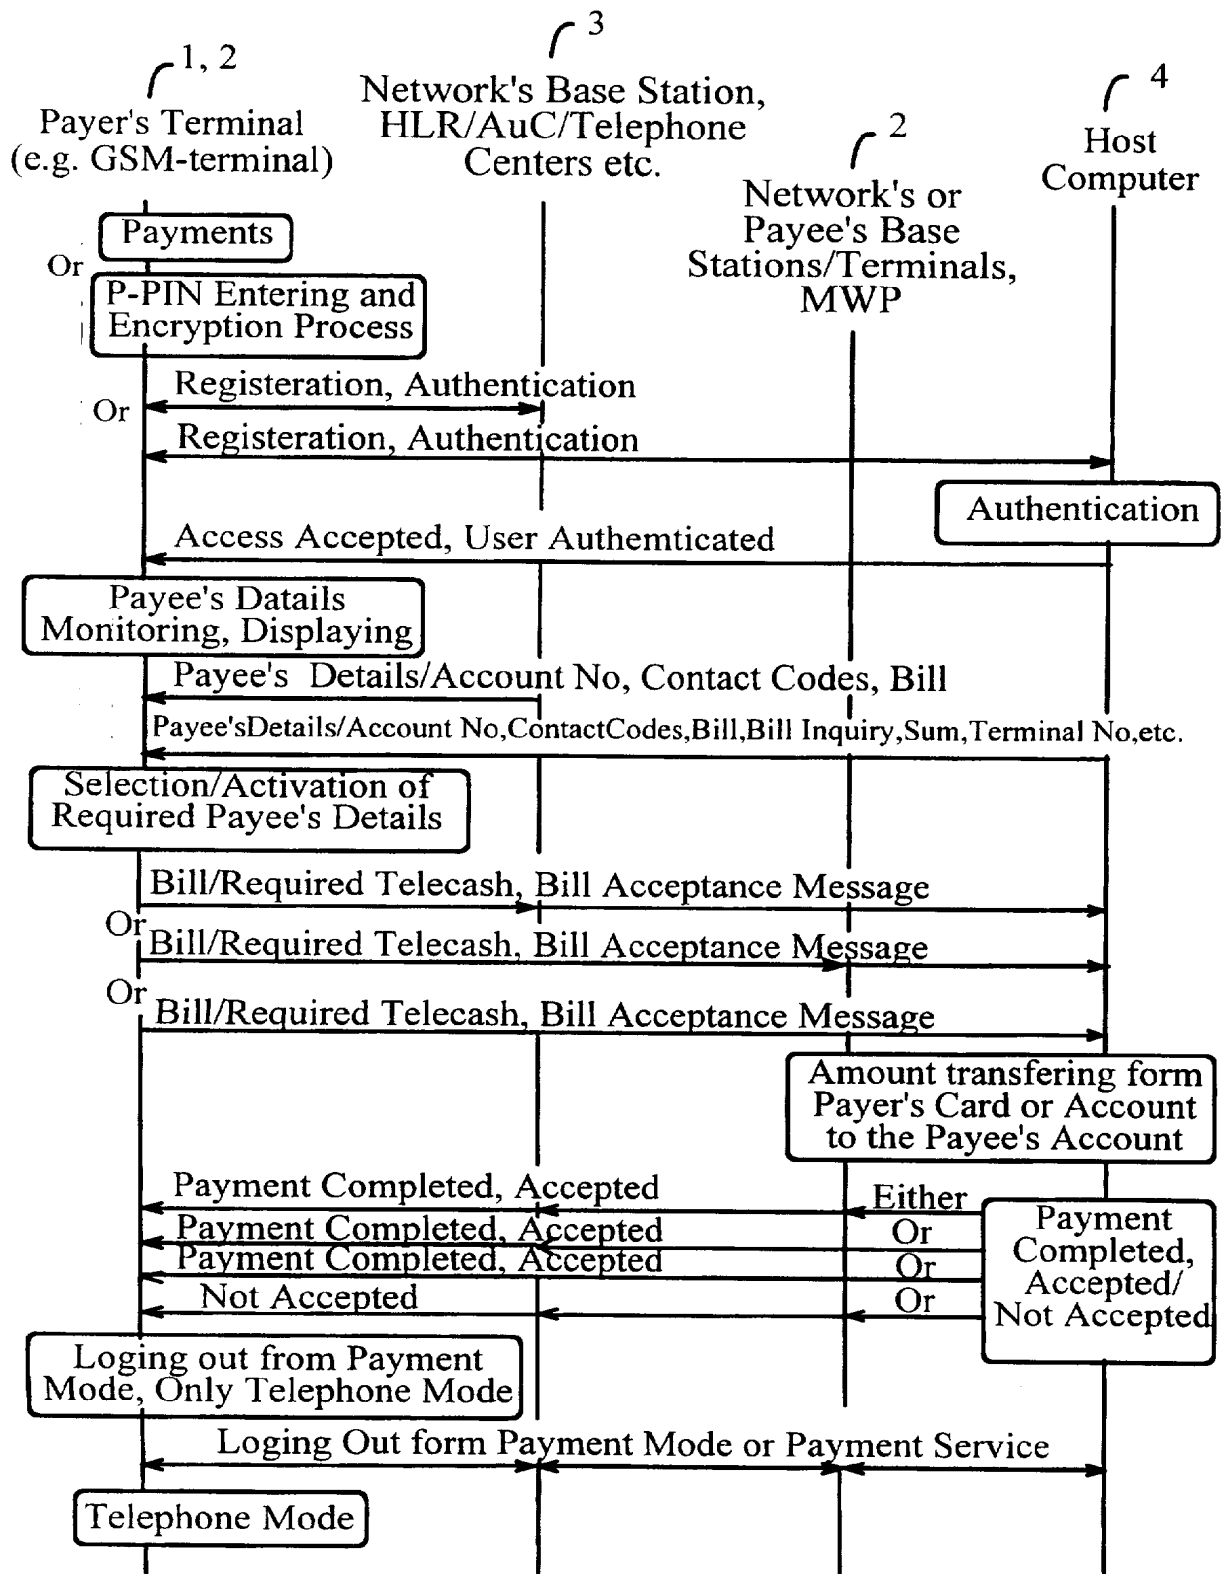 3
1, 2
4
Network's Base Station,
HLR/AuC/Telephone
Centers etc.
Payer's Terminal
(e.g. GSM-terminal)
2
Host
Computer
Network's or
Payee's Base
Stations/Terminals,
MWP
Payments
Or
P-PIN Entering and
Encryption Process
Registeration, Authentication
Or
Registeration, Authentication
Authentication
Access Accepted, User Authemticated
Payee's Datails
Monitoring, Displaying
Payee's Details/Account No, Contact Codes, Bill
Payee'sDetails/Account No,ContactCodes,Bill,Bill Inquiry,Sum,Terminal No,etc.
Selection/Activation of
Required Payee's Details
Bill/Required Telecash, Bill Acceptance Message
Or
Bill/Required Telecash, Bill Acceptance Message
Or
Bill/Required Telecash, Bill Acceptance Message
Amount transfering form
Payer's Card or Account
to the Payee's Account
Payment Completed, Accepted
Either
Payment Completed, Accepted
Or
Payment Completed, Accepted
Or
Not Accepted
Or
Payment
Completed,
Accepted/
Not Accepted
Loging out from Payment
Mode, Only Telephone Mode
Loging Out form Payment Mode or Payment Service
Telephone Mode